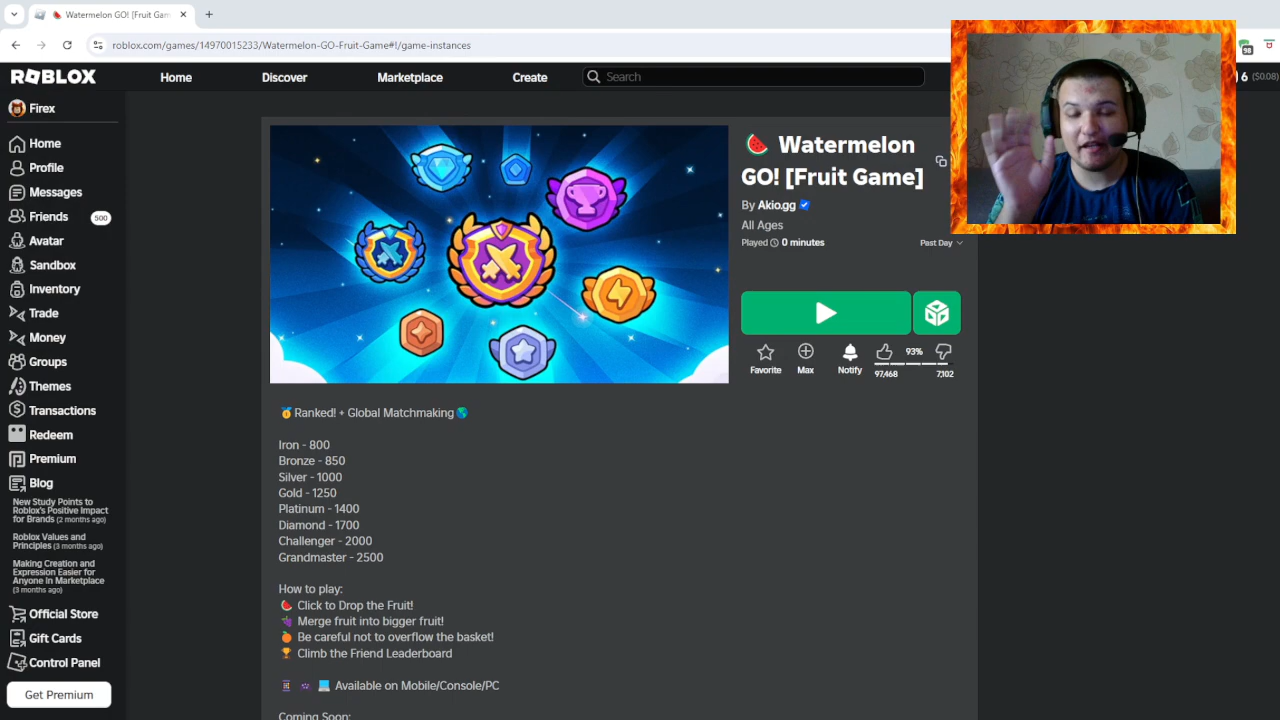 Watermelon GO! [Fruit Gam
roblox.com/games/14970015233/Watermelon-GO-Fruit-Game#!/game-instances
98
ROBLOX
Home
Discover
Marketplace
Create
Search
6 ($0.08)
Firex
Home
Profile
Messages
Friends
500
Avatar
Sandbox
Inventory
Trade
Money
Groups
Themes
Transactions
Redeem
Premium
Blog
New Study Points to
Roblox's Positive Impact
for Brands (2 months ago)
Roblox Values and
Principles (3 months ago)
Making Creation and
Expression Easier for
Anyone in Marketplace
(3 months ago)
Official Store
Gift Cards
Control Panel
Get Premium
🍉 Watermelon
GO! [Fruit Game]
By Akio.gg
All Ages
Played 0 minutes
Past Day
Favorite
Max
Notify
93%
97,468
7,102
🥇Ranked! + Global Matchmaking🌎
Iron - 800
Bronze - 850
Silver - 1000
Gold - 1250
Platinum - 1400
Diamond - 1700
Challenger - 2000
Grandmaster - 2500
How to play:
🍉 Click to Drop the Fruit!
🍇 Merge fruit into bigger fruit!
🍊 Be careful not to overflow the basket!
🏆 Climb the Friend Leaderboard
📱 🎮 💻 Available on Mobile/Console/PC
Coming Soon: